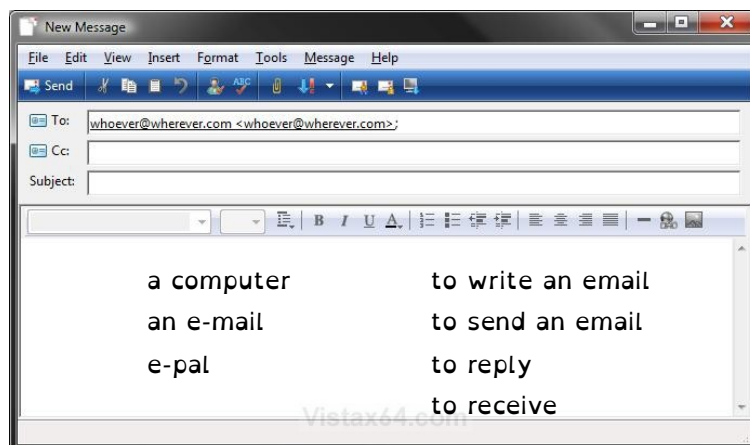 New Message
File Edit View Insert Format Tools Message Help
Send
To: whoever@wherever.com <whoever@wherever.com>;
Cc:
Subject:
B I U A
a computer to write an email
an e-mail to send an email
e-pal to reply
to receive
Vistax64.com